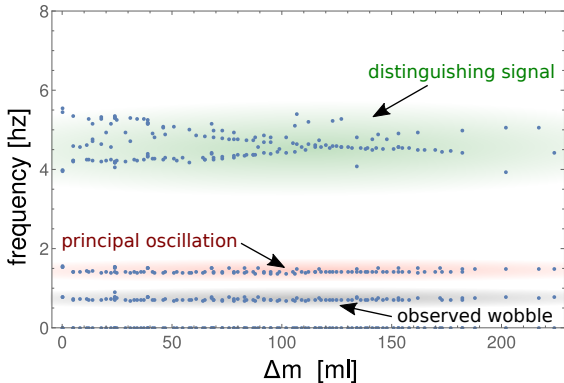 8
6
4
2
0
frequency [hz]
distinguishing signal
principal oscillation
observed wobble
0
50
100
150
200
Δm [ml]